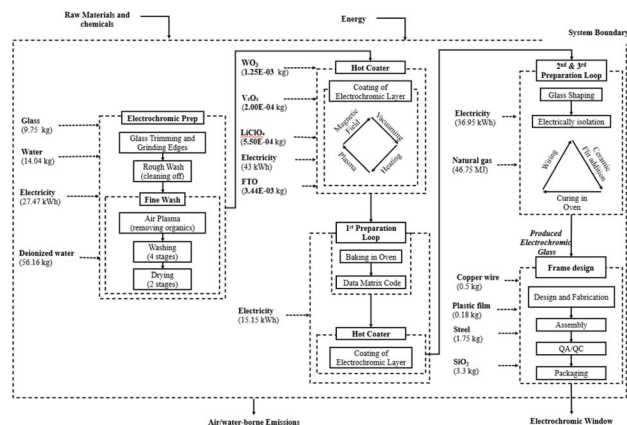 Raw Materials and
chemicals
Energy
System Boundary
Glass
(9.75 kg)
Water
(14.04 kg)
Electricity
(27.47 kWh)
Deionized water
(56.16 kg)
Electrochromic Prep
Glass Trimming and
Grinding Edges
Rough Wash
(cleaning off)
Fine Wash
Air Plasma
(removing organics)
Washing
(4 stages)
Drying
(2 stages)
WO3
(1.25E-03 kg)
V2O5
(2.00E-04 kg)
LiClO4
(5.50E-04 kg)
Electricity
(43 kWh)
FTO
(3.44E-03 kg)
Hot Coater
Coating of
Electrochromic Layer
Magnetic
Field
Vacuuming
Plasma
Heating
1st Preparation
Loop
Baking in Oven
Data Matrix Code
Electricity
(15.15 kWh)
Hot Coater
Coating of
Electrochromic Layer
2nd & 3rd
Preparation Loop
Glass Shaping
Electrically isolation
Electricity
(36.95 kWh)
Natural gas
(46.75 MJ)
Wiring
Ceramic
Frit addition
Curing in
Oven
Produced
Electrochromic
Glass
Frame design
Copper wire
(0.5 kg)
Plastic film
(0.18 kg)
Steel
(1.75 kg)
SiO2
(3.3 kg)
Design and Fabrication
Assembly
QA/QC
Packaging
Air/water-borne Emissions
Electrochromic Window